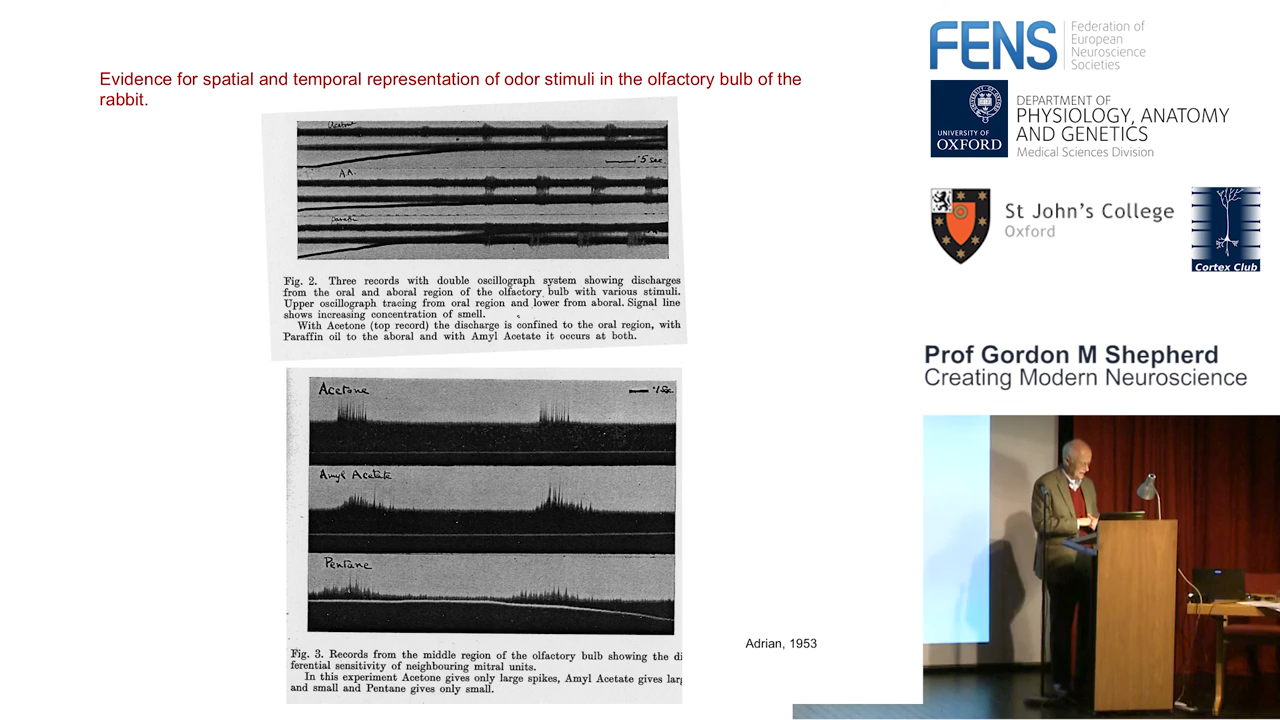 Evidence for spatial and temporal representation of odor stimuli in the olfactory bulb of the
rabbit.
Acetone
.5 sec
A.A.
Paraffin
Fig. 2. Three records with double oscillograph system showing discharges
from the oral and aboral region of the olfactory bulb with various stimuli.
Upper oscillograph tracing from oral region and lower from aboral. Signal line
shows increasing concentration of smell.
With Acetone (top record) the discharge is confined to the oral region, with
Paraffin oil to the aboral and with Amyl Acetate it occurs at both.
Acetone
Amyl Acetate
Pentane
Fig. 3. Records from the middle region of the olfactory bulb showing the di
ferential sensitivity of neighbouring mitral units.
In this experiment Acetone gives only large spikes, Amyl Acetate gives larg
and small and Pentane gives only small.
Adrian, 1953
FENS
Federation of
European
Neuroscience
Societies
UNIVERSITY OF
OXFORD
DEPARTMENT OF
PHYSIOLOGY, ANATOMY
AND GENETICS
Medical Sciences Division
St John's College
Oxford
Cortex Club
Prof Gordon M Shepherd
Creating Modern Neuroscience